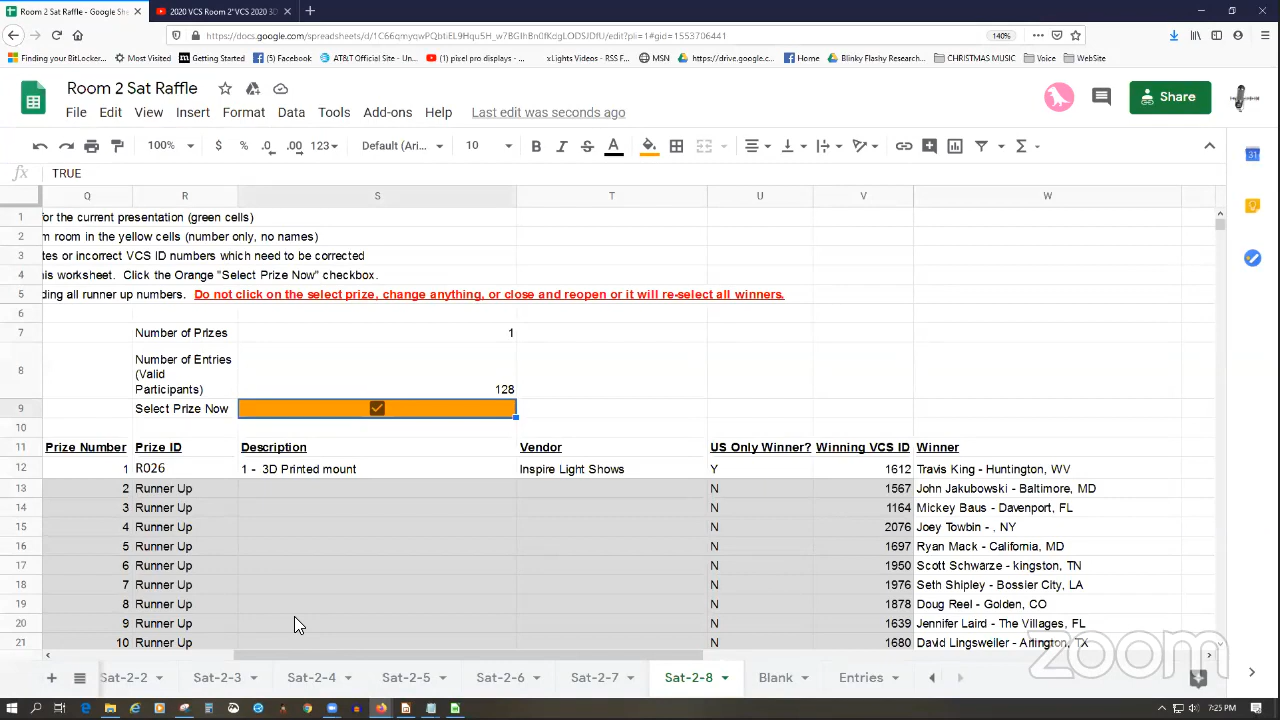 Room 2 Sat Raffle - Google She
2020 VCS Room 2"VCS 2020 3D
https://docs.google.com/spreadsheets/d/
edit?pli=1#gid=1553706441
140%
Finding your BitLocker...
Most Visited
Getting Started
(3) Facebook
AT&T Official Site - Un...
(1) pixel pro displays - ...
xLights Videos - RSS F...
MSN
https://drive.google.c...
Home
Blinky Flashy Research...
CHRISTMAS MUSIC
Voice
WebSite
Room 2 Sat Raffle
File Edit View Insert Format Data Tools Add-ons Help Last edit was seconds ago
Share
100% $ % .0 .00 123 Default (Ari... 10 B I S A
31
fx TRUE
Q R S T U V W
1 for the current presentation (green cells)
2 m room in the yellow cells (number only, no names)
3 tes or incorrect VCS ID numbers which need to be corrected
4 his worksheet. Click the Orange "Select Prize Now" checkbox.
5 ding all runner up numbers. Do not click on the select prize, change anything, or close and reopen or it will re-select all winners.
6
7 Number of Prizes 1
8 Number of Entries (Valid Participants) 128
9 Select Prize Now
10
11 Prize Number Prize ID Description Vendor US Only Winner? Winning VCS ID Winner
12 1 R026 1 - 3D Printed mount Inspire Light Shows Y 1612 Travis King - Huntington, WV
13 2 Runner Up N 1567 John Jakubowski - Baltimore, MD
14 3 Runner Up N 1164 Mickey Baus - Davenport, FL
15 4 Runner Up N 2076 Joey Towbin - , NY
16 5 Runner Up N 1697 Ryan Mack - California, MD
17 6 Runner Up N 1950 Scott Schwarze - kingston, TN
18 7 Runner Up N 1976 Seth Shipley - Bossier City, LA
19 8 Runner Up N 1878 Doug Reel - Golden, CO
20 9 Runner Up N 1639 Jennifer Laird - The Villages, FL
21 10 Runner Up N 1680 David Lingsweiler - Arlington, TX
zoom
Sat-2-2 Sat-2-3 Sat-2-4 Sat-2-5 Sat-2-6 Sat-2-7 Sat-2-8 Blank Entries
7:25 PM